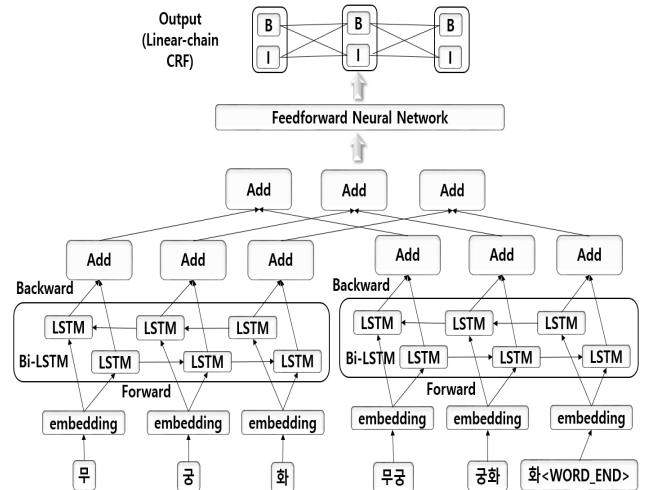 Output
(Linear-chain
CRF)
B B B
I I I
Feedforward Neural Network
Add Add Add
Add Add Add Add Add Add
Backward Backward
LSTM LSTM LSTM LSTM LSTM LSTM
Bi-LSTM LSTM LSTM LSTM Bi-LSTM LSTM LSTM LSTM
Forward Forward
embedding embedding embedding embedding embedding embedding
무 궁 화 무궁 궁화 화<WORD_END>